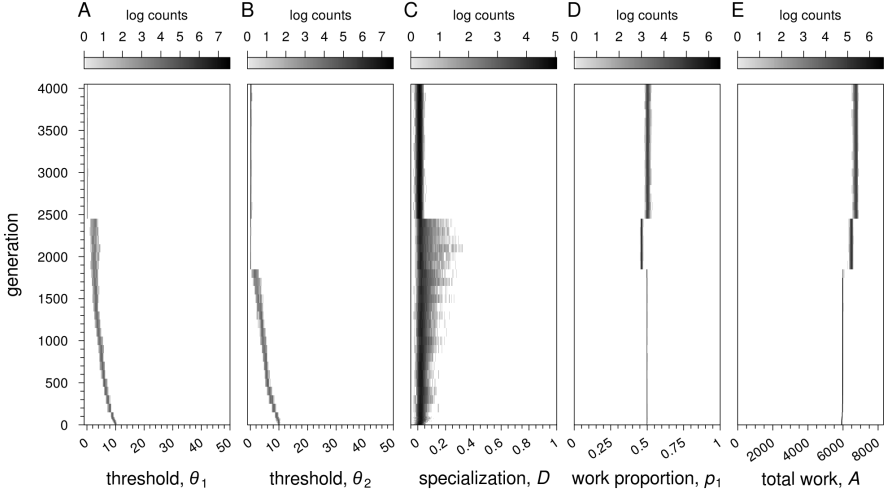 A B C D E
log counts log counts log counts log counts log counts
0 1 2 3 4 5 6 7 0 1 2 3 4 5 6 7 0 1 2 3 4 5 0 1 2 3 4 5 6 0 1 2 3 4 5 6
4000
3500
3000
2500
2000
1500
1000
500
0
generation
0 10 20 30 40 50 0 10 20 30 40 50 0 0.2 0.4 0.6 0.8 1 0 0.25 0.5 0.75 1 0 2000 4000 6000 8000
threshold, θ1 threshold, θ2 specialization, D work proportion, p1 total work, A